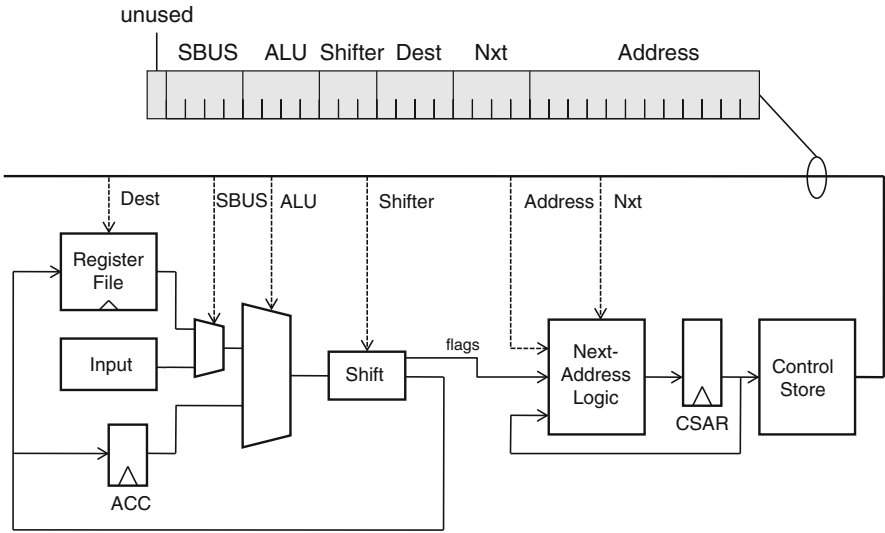 unused
SBUS ALU Shifter Dest Nxt Address
Dest SBUS ALU Shifter Address Nxt
Register
File
Input
ACC
Shift
flags
Next-
Address
Logic
CSAR
Control
Store